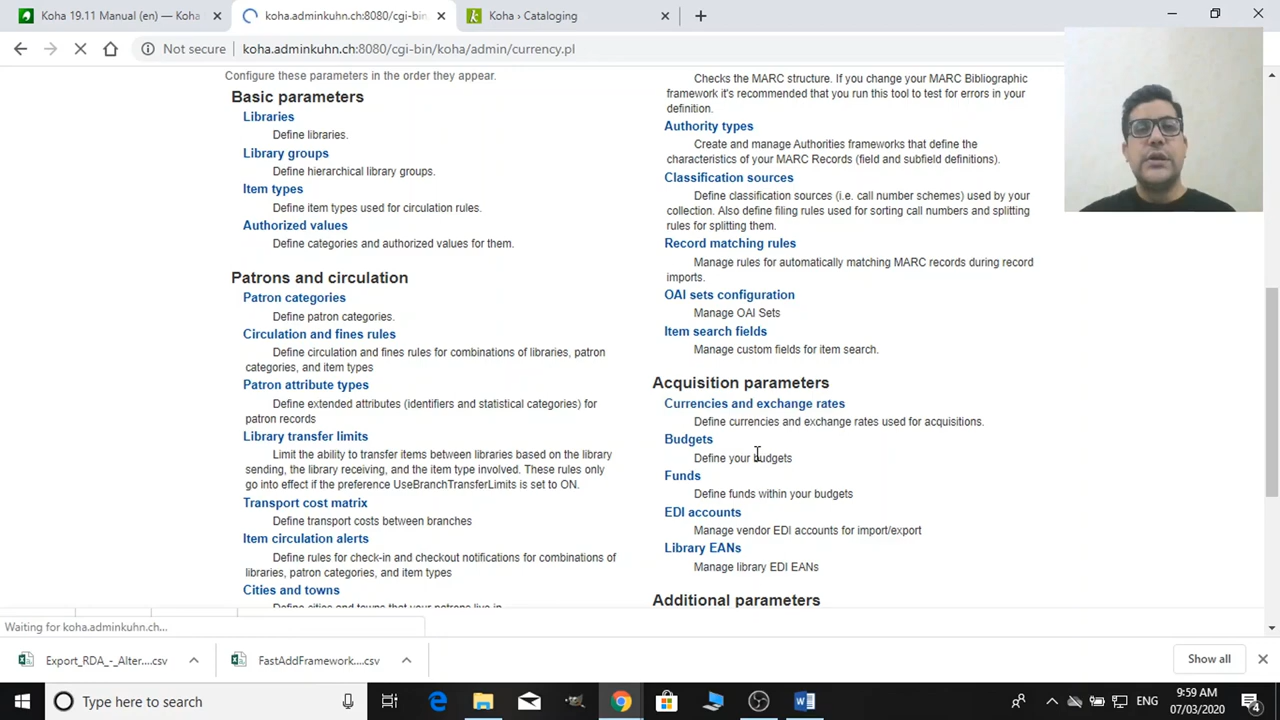 Koha 19.11 Manual (en) — Koha
koha.adminkuhn.ch:8080/cgi-bin
Koha › Cataloging
Not secure
koha.adminkuhn.ch:8080/cgi-bin/koha/admin/currency.pl
Configure these parameters in the order they appear.
Basic parameters
Libraries
Define libraries.
Library groups
Define hierarchical library groups.
Item types
Define item types used for circulation rules.
Authorized values
Define categories and authorized values for them.
Patrons and circulation
Patron categories
Define patron categories.
Circulation and fines rules
Define circulation and fines rules for combinations of libraries, patron
categories, and item types
Patron attribute types
Define extended attributes (identifiers and statistical categories) for
patron records
Library transfer limits
Limit the ability to transfer items between libraries based on the library
sending, the library receiving, and the item type involved. These rules only
go into effect if the preference UseBranchTransferLimits is set to ON.
Transport cost matrix
Define transport costs between branches
Item circulation alerts
Define rules for check-in and checkout notifications for combinations of
libraries, patron categories, and item types
Cities and towns
Define cities and towns that your patrons live in.
Checks the MARC structure. If you change your MARC Bibliographic
framework it's recommended that you run this tool to test for errors in your
definition.
Authority types
Create and manage Authorities frameworks that define the
characteristics of your MARC Records (field and subfield definitions).
Classification sources
Define classification sources (i.e. call number schemes) used by your
collection. Also define filing rules used for sorting call numbers and splitting
rules for splitting them.
Record matching rules
Manage rules for automatically matching MARC records during record
imports.
OAI sets configuration
Manage OAI Sets
Item search fields
Manage custom fields for item search.
Acquisition parameters
Currencies and exchange rates
Define currencies and exchange rates used for acquisitions.
Budgets
Define your budgets
Funds
Define funds within your budgets
EDI accounts
Manage vendor EDI accounts for import/export
Library EANs
Manage library EDI EANs
Additional parameters
Waiting for koha.adminkuhn.ch...
Export_RDA_-_Alter....csv
FastAddFramework....csv
Show all
Type here to search
ENG
9:59 AM
07/03/2020
4